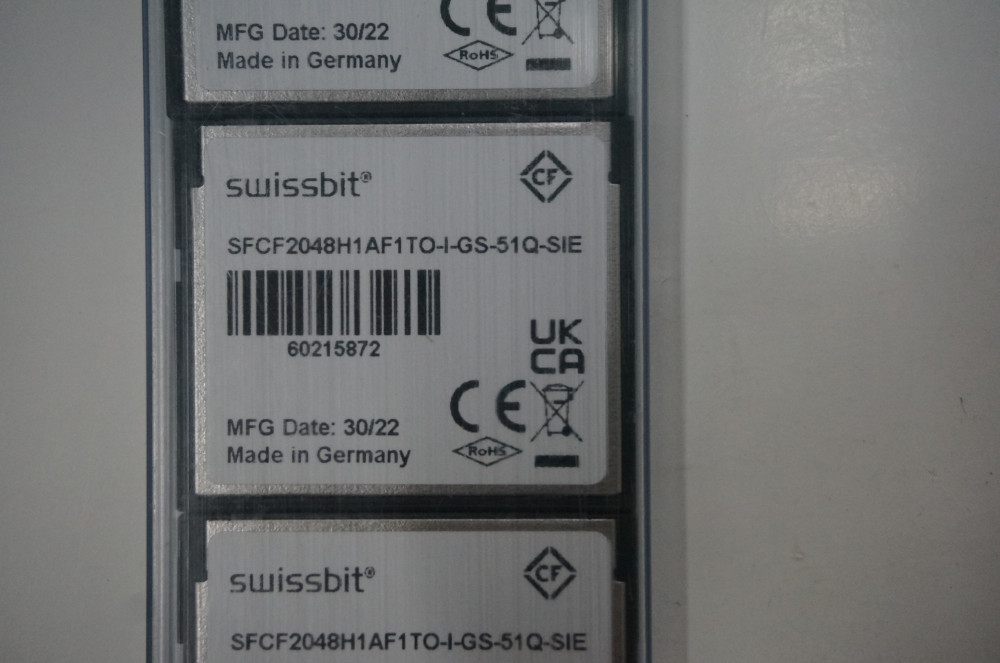 MFG Date: 30/22
Made in Germany
CE
RoHS
swissbit®
CF
SFCF2048H1AF1TO-I-GS-51Q-SIE
60215872
UK
CA
CE
MFG Date: 30/22
Made in Germany
RoHS
swissbit®
CF
SFCF2048H1AF1TO-I-GS-51Q-SIE